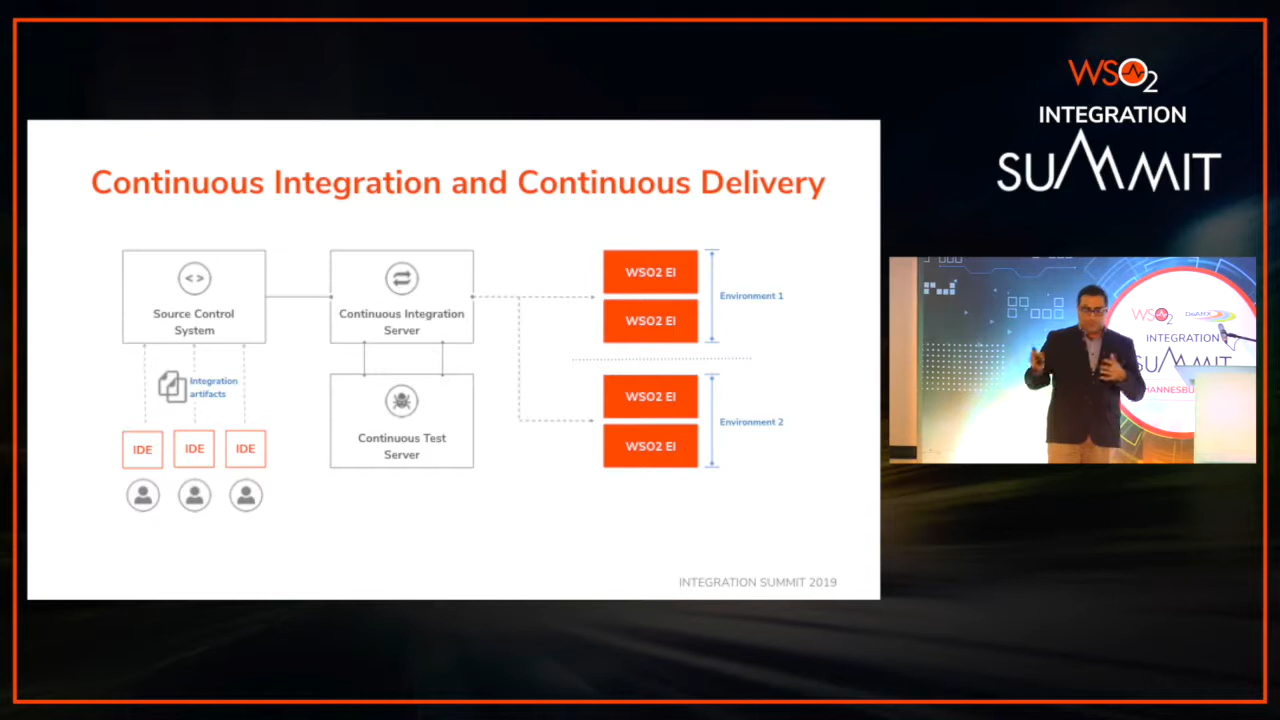 WSO2
INTEGRATION
SUMMIT
Continuous Integration and Continuous Delivery
Source Control
System
Continuous Integration
Server
WSO2 EI
WSO2 EI
Environment 1
Integration
artifacts
Continuous Test
Server
WSO2 EI
WSO2 EI
Environment 2
IDE
IDE
IDE
INTEGRATION SUMMIT 2019
WSO2
INTEGRATION
SUMMIT